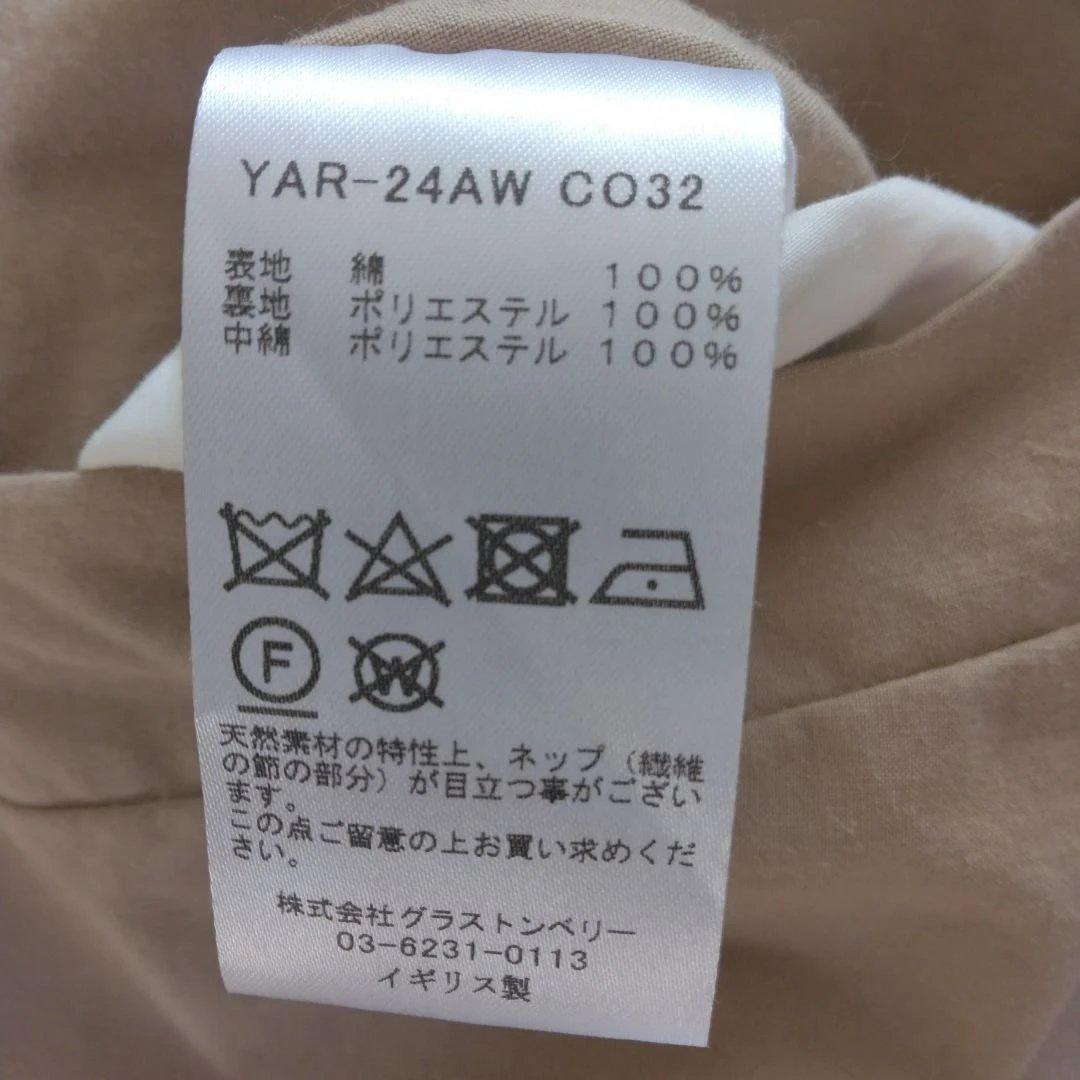 YAR-24AW CO32
表地 綿 100%
裏地 ポリエステル 100%
中綿 ポリエステル 100%
F
W
天然素材の特性上、ネップ(繊維
の節の部分)が目立つ事がござい
ます。
この点ご留意の上お買い求めくだ
さい。
株式会社グラストンベリー
03-6231-0113
イギリス製